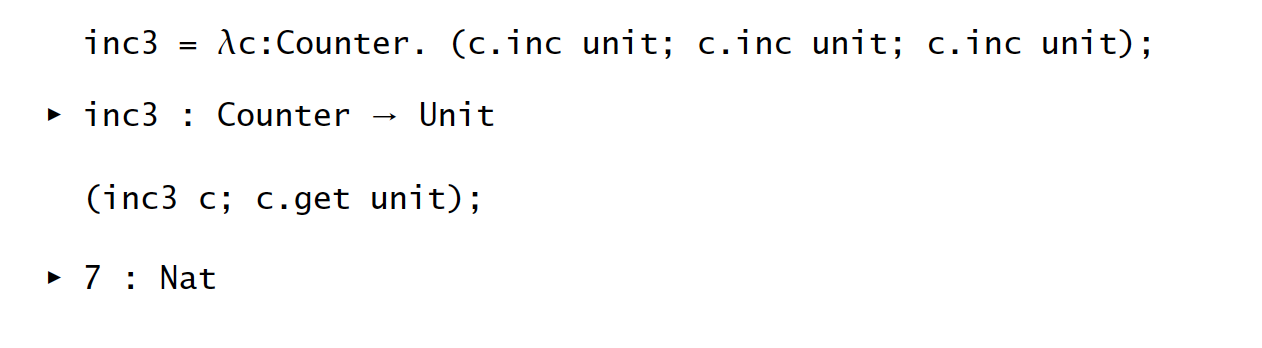 inc3 = λc:Counter. (c.inc unit; c.inc unit; c.inc unit);
▸ inc3 : Counter → Unit
(inc3 c; c.get unit);
▸ 7 : Nat